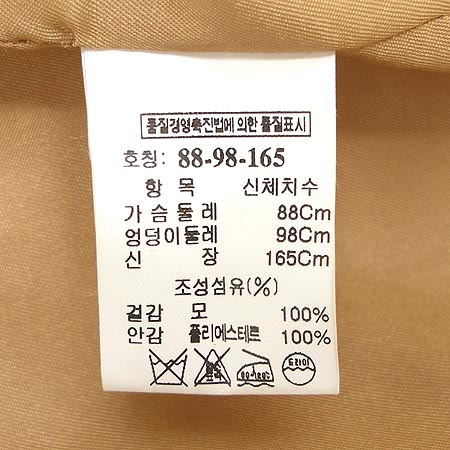 품질경영촉진법에 의한 품질표시
호칭: 88-98-165
항 목 신체치수
가슴둘레 88Cm
엉덩이둘레 98Cm
신 장 165Cm
조성섬유(%)
겉감 모 100%
안감 폴리에스테르 100%
드라이